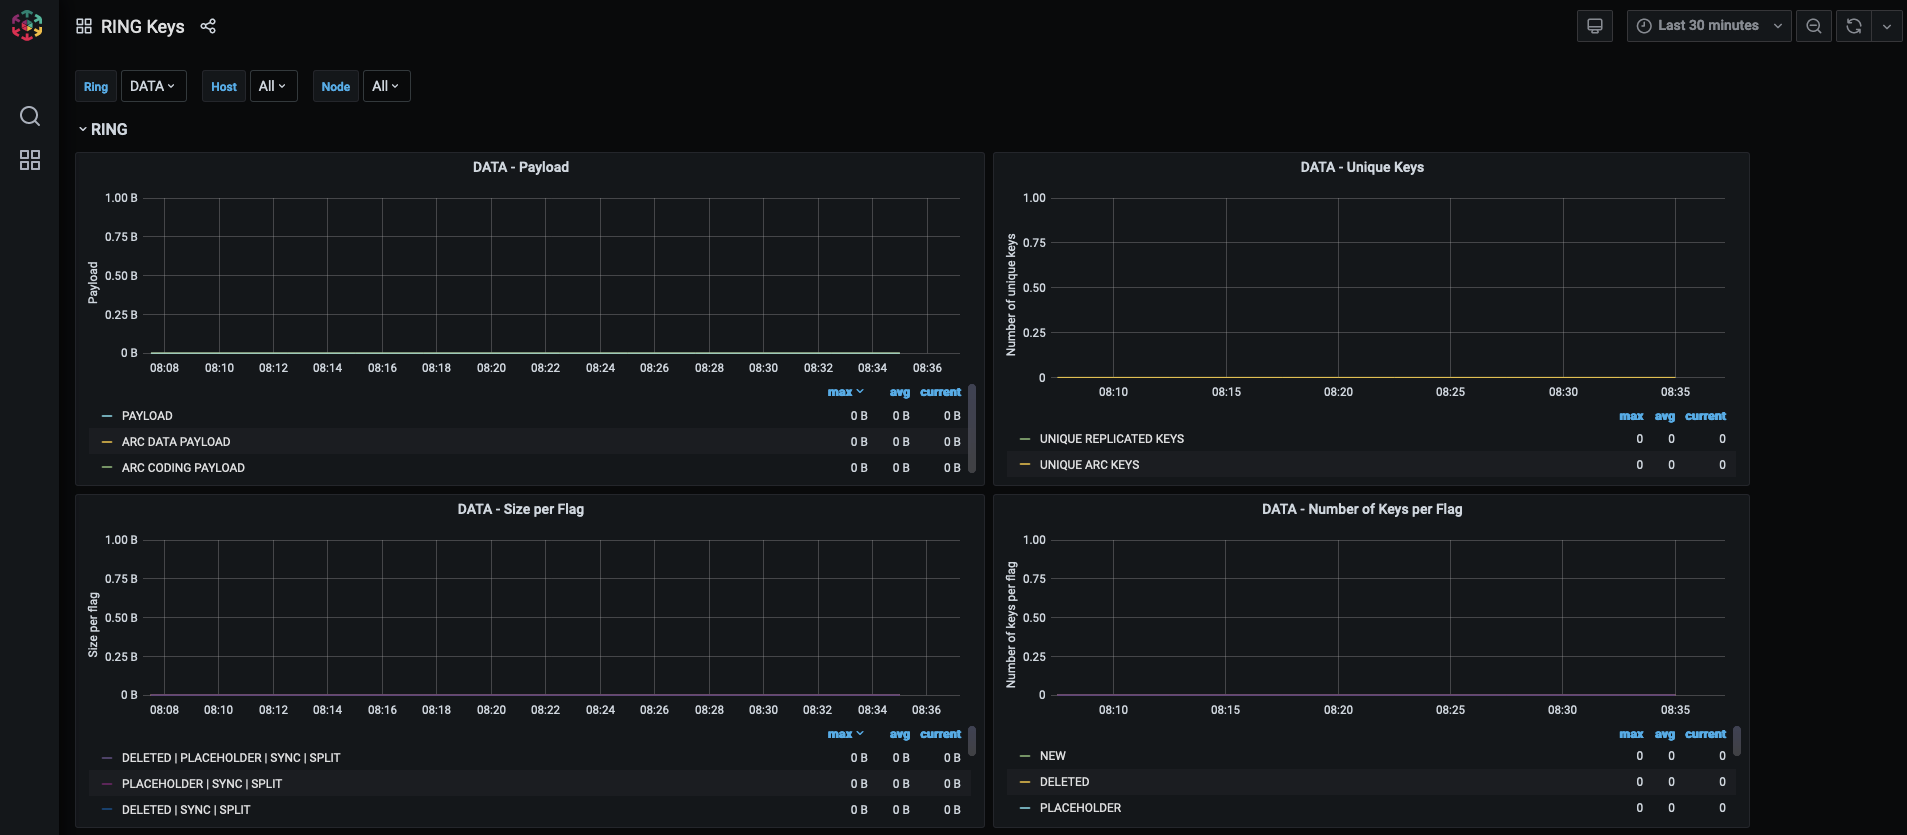 RING Keys
Last 30 minutes
Ring DATA Host All Node All
RING
DATA - Payload
Payload
1.00 B
0.75 B
0.50 B
0.25 B
0 B
08:08 08:10 08:12 08:14 08:16 08:18 08:20 08:22 08:24 08:26 08:28 08:30 08:32 08:34 08:36
max avg current
PAYLOAD 0 B 0 B 0 B
ARC DATA PAYLOAD 0 B 0 B 0 B
ARC CODING PAYLOAD 0 B 0 B 0 B
DATA - Unique Keys
Number of unique keys
1.00
0.75
0.50
0.25
0
08:10 08:15 08:20 08:25 08:30 08:35
max avg current
UNIQUE REPLICATED KEYS 0 0 0
UNIQUE ARC KEYS 0 0 0
DATA - Size per Flag
Size per flag
1.00 B
0.75 B
0.50 B
0.25 B
0 B
08:08 08:10 08:12 08:14 08:16 08:18 08:20 08:22 08:24 08:26 08:28 08:30 08:32 08:34 08:36
max avg current
DELETED | PLACEHOLDER | SYNC | SPLIT 0 B 0 B 0 B
PLACEHOLDER | SYNC | SPLIT 0 B 0 B 0 B
DELETED | SYNC | SPLIT 0 B 0 B 0 B
DATA - Number of Keys per Flag
Number of keys per flag
1.00
0.75
0.50
0.25
0
08:10 08:15 08:20 08:25 08:30 08:35
max avg current
NEW 0 0 0
DELETED 0 0 0
PLACEHOLDER 0 0 0